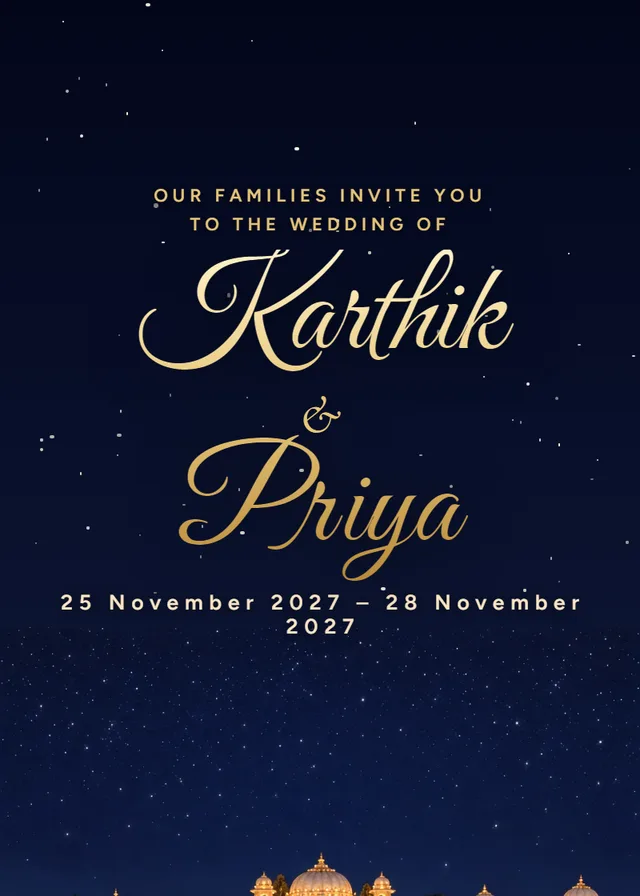 OUR FAMILIES INVITE YOU
TO THE WEDDING OF
Karthik
&
Priya
25 November 2027 – 28 November
2027